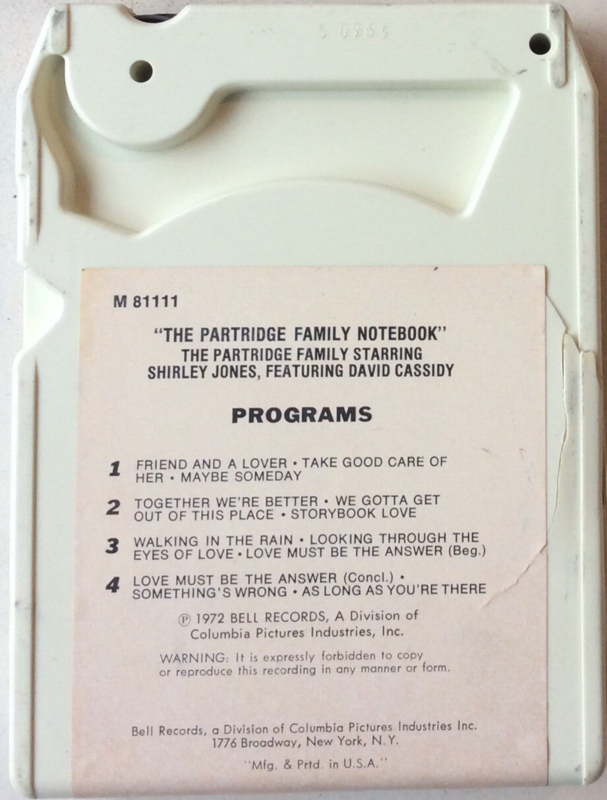 M 81111
"THE PARTRIDGE FAMILY NOTEBOOK"
THE PARTRIDGE FAMILY STARRING
SHIRLEY JONES, FEATURING DAVID CASSIDY
PROGRAMS
1 FRIEND AND A LOVER • TAKE GOOD CARE OF
HER • MAYBE SOMEDAY
2 TOGETHER WE'RE BETTER • WE GOTTA GET
OUT OF THIS PLACE • STORYBOOK LOVE
3 WALKING IN THE RAIN • LOOKING THROUGH THE
EYES OF LOVE • LOVE MUST BE THE ANSWER (Beg.)
4 LOVE MUST BE THE ANSWER (Concl.) •
SOMETHING'S WRONG • AS LONG AS YOU'RE THERE
℗ 1972 BELL RECORDS, A Division of
Columbia Pictures Industries, Inc.
WARNING: It is expressly forbidden to copy
or reproduce this recording in any manner or form.
Bell Records, a Division of Columbia Pictures Industries Inc.
1776 Broadway, New York, N.Y.
"Mfg. & Prtd. in U.S.A."